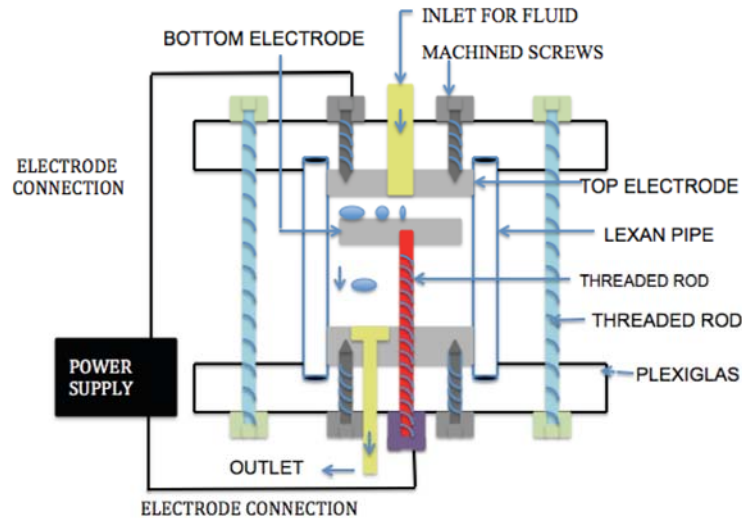 INLET FOR FLUID
BOTTOM ELECTRODE
MACHINED SCREWS
ELECTRODE
CONNECTION
TOP ELECTRODE
LEXAN PIPE
THREADED ROD
THREADED ROD
POWER
SUPPLY
PLEXIGLAS
OUTLET
ELECTRODE CONNECTION